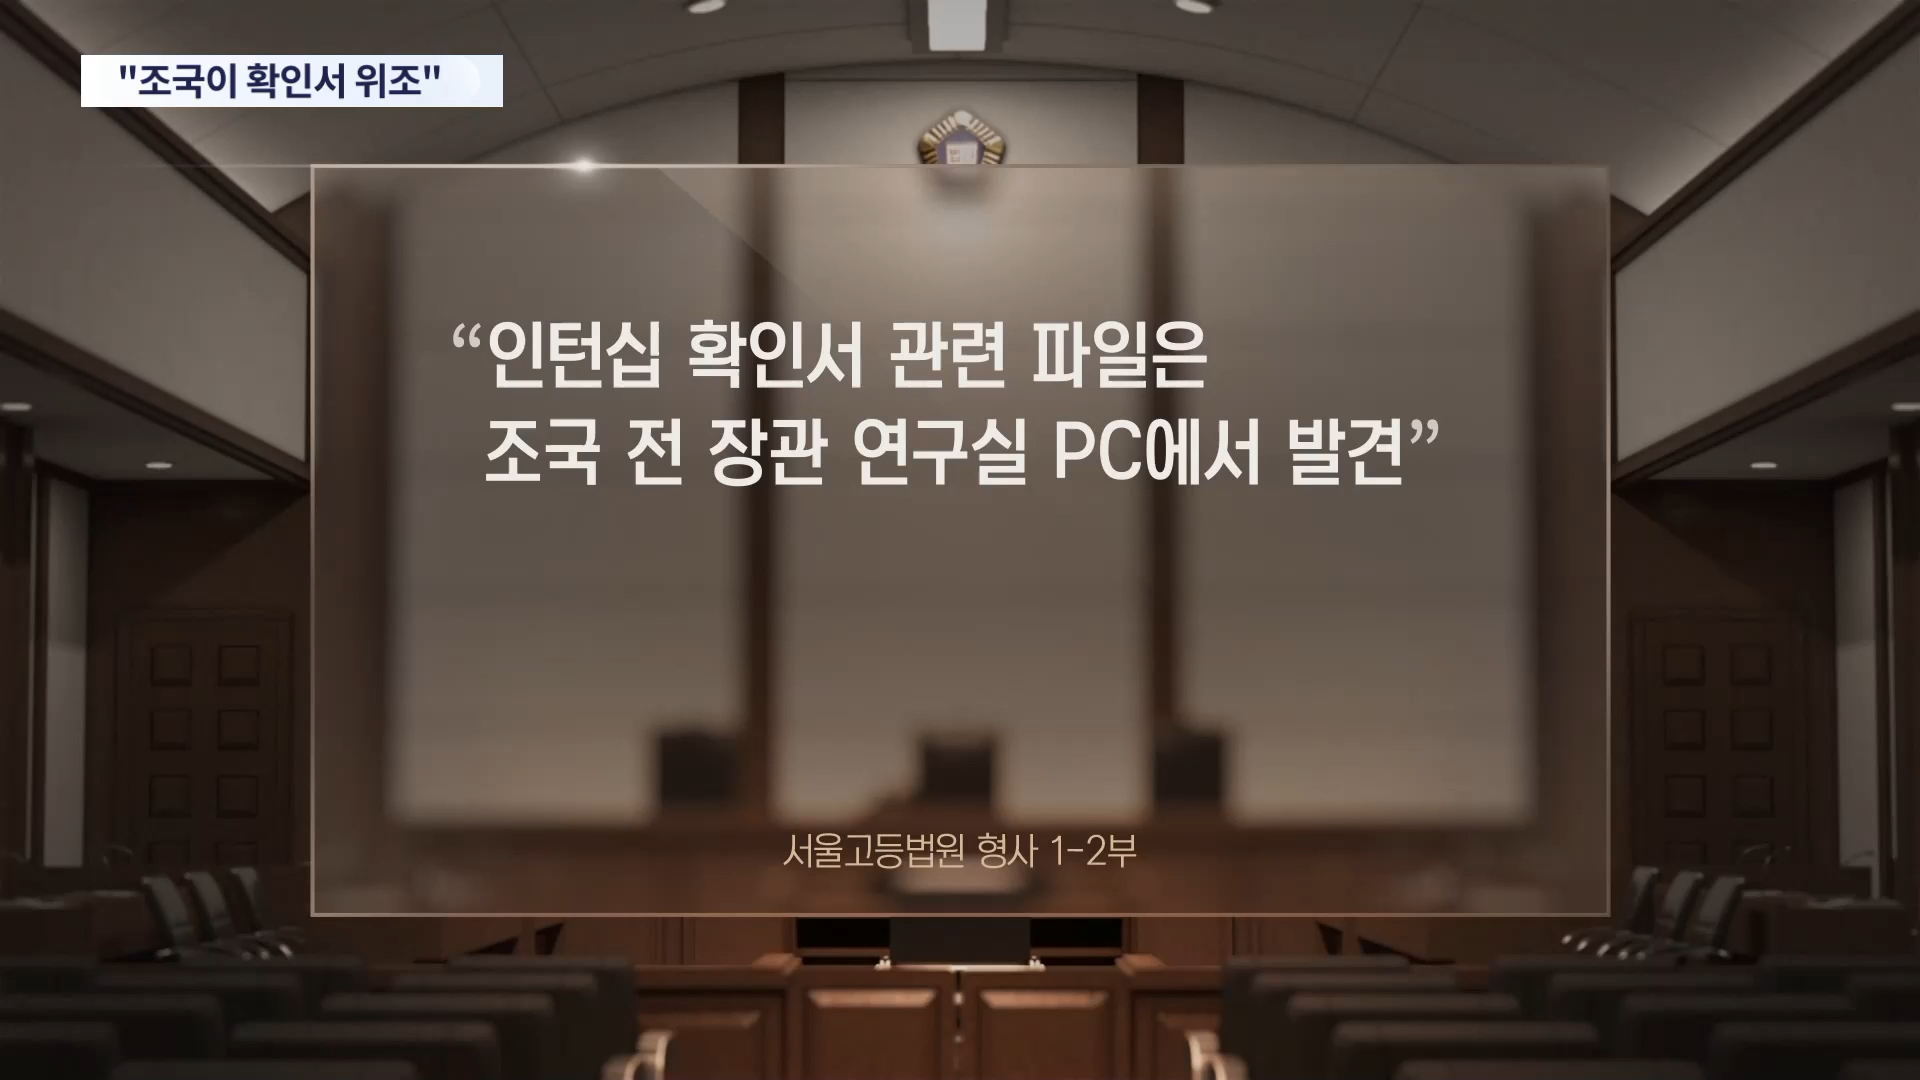 "조국이 확인서 위조"
“인턴십 확인서 관련 파일은
조국 전 장관 연구실 PC에서 발견”
서울고등법원 형사 1-2부